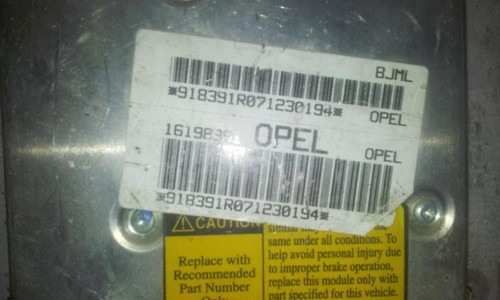 BJML
*918391R071230194*
OPEL
OPEL
OPEL
*918391R071230194*
CAUTION
Replace with
Recommended
Part Number
Only
same under all conditions. To
help avoid personal injury due
to improper brake operation,
replace this module only with
part specified for this vehicle.